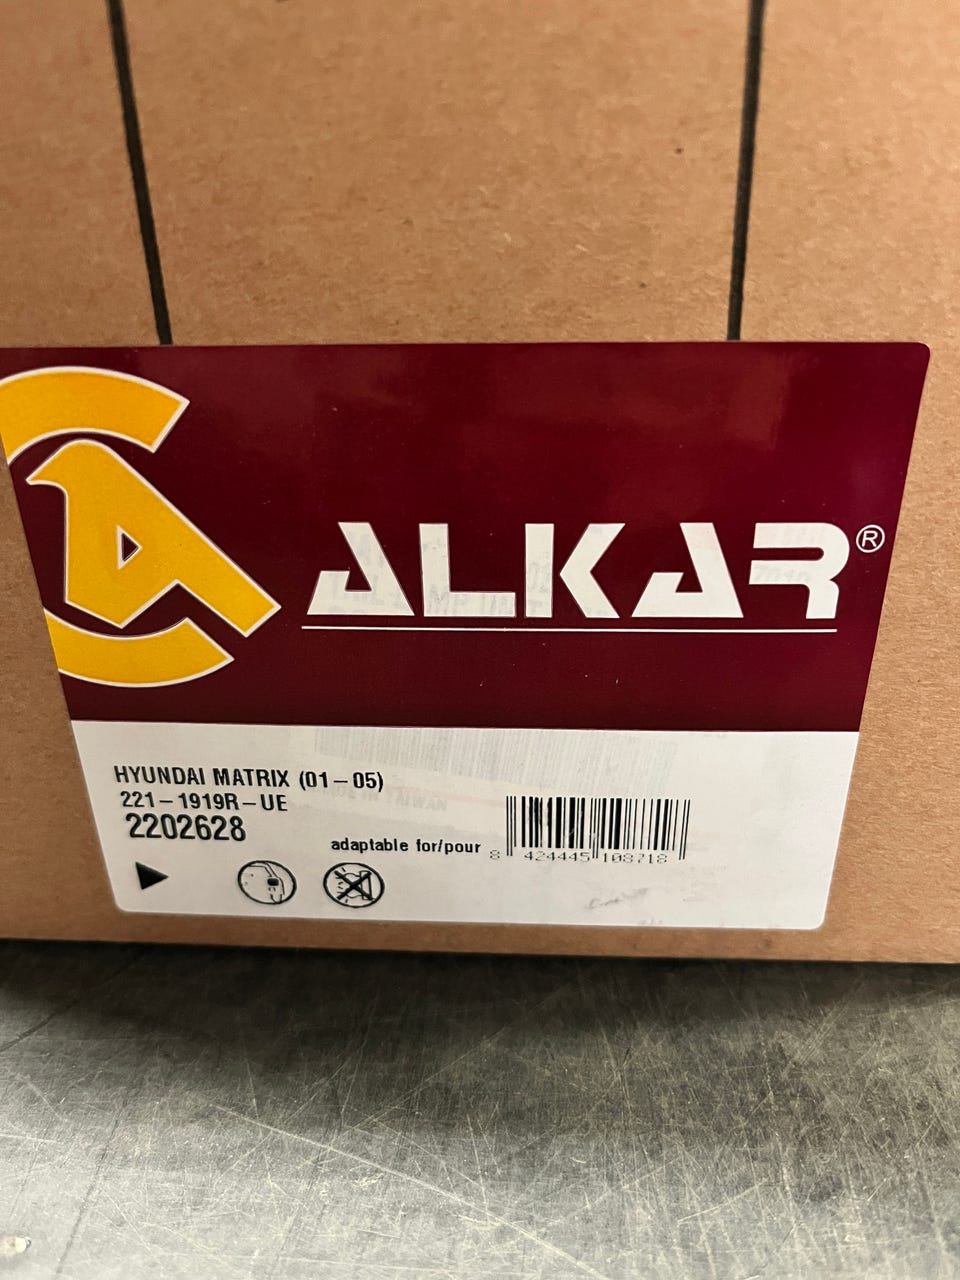 ALKAR®
HYUNDAI MATRIX (01-05)
221-1919R-UE
2202628
adaptable for/pour
8 424445 108718